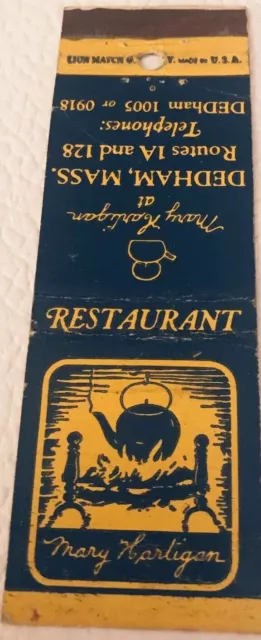 LION MATCH C Y. MADE IN U.S.A.
DEDham 1005 or 0918
Telephones:
Routes 1A and 128
DEDHAM, MASS.
at
Mary Hartigan
RESTAURANT
Mary Hartigan